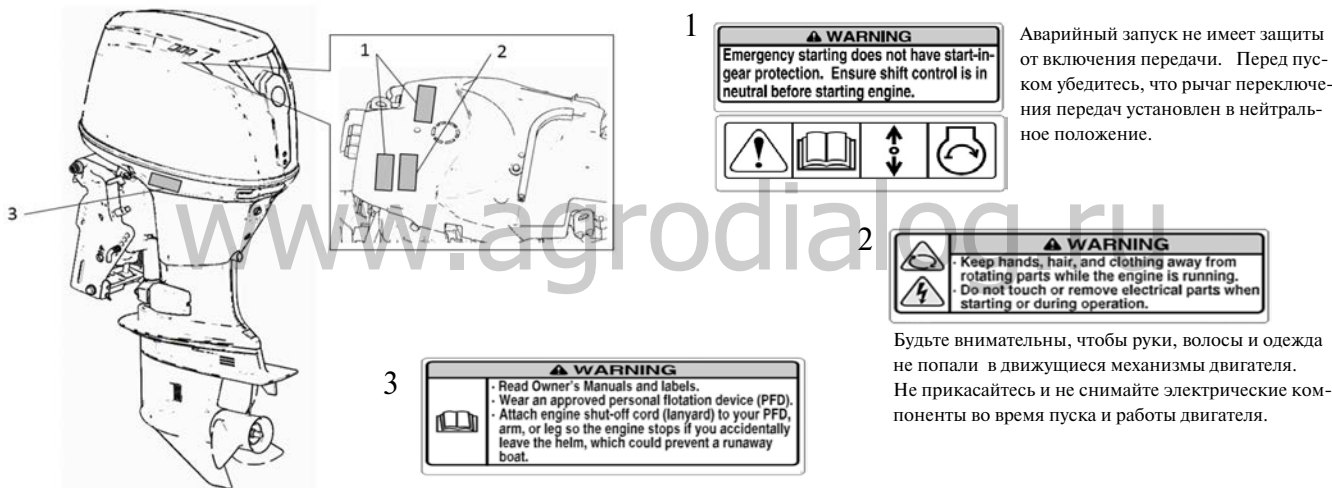 1
⚠ WARNING
Emergency starting does not have start-in-
gear protection. Ensure shift control is in
neutral before starting engine.
Аварийный запуск не имеет защиты
от включения передачи. Перед пус-
ком убедитесь, что рычаг переключе-
ния передач установлен в нейтраль-
ное положение.
1
2
3
www.agrodialog.ru
2
⚠ WARNING
· Keep hands, hair, and clothing away from
rotating parts while the engine is running.
· Do not touch or remove electrical parts when
starting or during operation.
Будьте внимательны, чтобы руки, волосы и одежда
не попали в движущиеся механизмы двигателя.
Не прикасайтесь и не снимайте электрические ком-
поненты во время пуска и работы двигателя.
3
⚠ WARNING
· Read Owner's Manuals and labels.
· Wear an approved personal flotation device (PFD).
· Attach engine shut-off cord (lanyard) to your PFD,
arm, or leg so the engine stops if you accidentally
leave the helm, which could prevent a runaway
boat.